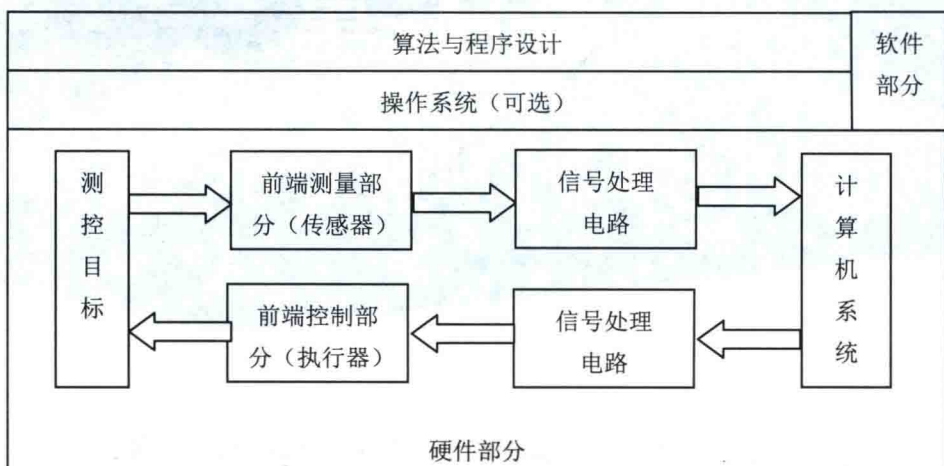 算法与程序设计
软件
部分
操作系统（可选）
测
控
目
标
前端测量部
分（传感器）
信号处理
电路
计
算
机
系
统
前端控制部
分（执行器）
信号处理
电路
硬件部分